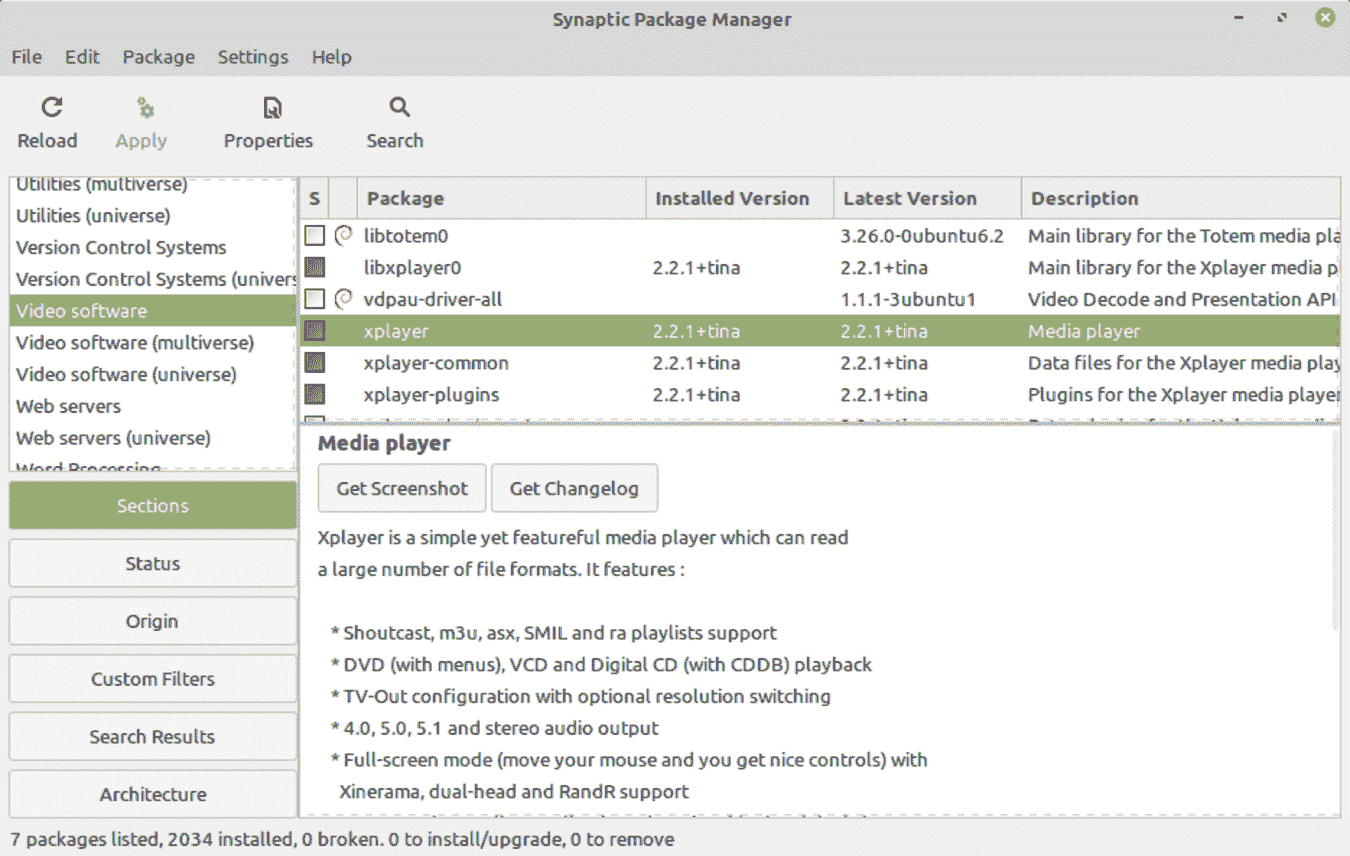 Synaptic Package Manager
File Edit Package Settings Help
Reload Apply Properties Search
Utilities (multiverse)
Utilities (universe)
Version Control Systems
Version Control Systems (univers
Video software
Video software (multiverse)
Video software (universe)
Web servers
Web servers (universe)
Word Processing
Sections
Status
Origin
Custom Filters
Search Results
Architecture
S Package Installed Version Latest Version Description
libtotem0 3.26.0-0ubuntu6.2 Main library for the Totem media pla
libxplayer0 2.2.1+tina 2.2.1+tina Main library for the Xplayer media p
vdpau-driver-all 1.1.1-3ubuntu1 Video Decode and Presentation API
xplayer 2.2.1+tina 2.2.1+tina Media player
xplayer-common 2.2.1+tina 2.2.1+tina Data files for the Xplayer media play
xplayer-plugins 2.2.1+tina 2.2.1+tina Plugins for the Xplayer media player
Media player
Get Screenshot Get Changelog
Xplayer is a simple yet featureful media player which can read
a large number of file formats. It features :
* Shoutcast, m3u, asx, SMIL and ra playlists support
* DVD (with menus), VCD and Digital CD (with CDDB) playback
* TV-Out configuration with optional resolution switching
* 4.0, 5.0, 5.1 and stereo audio output
* Full-screen mode (move your mouse and you get nice controls) with
Xinerama, dual-head and RandR support
7 packages listed, 2034 installed, 0 broken. 0 to install/upgrade, 0 to remove